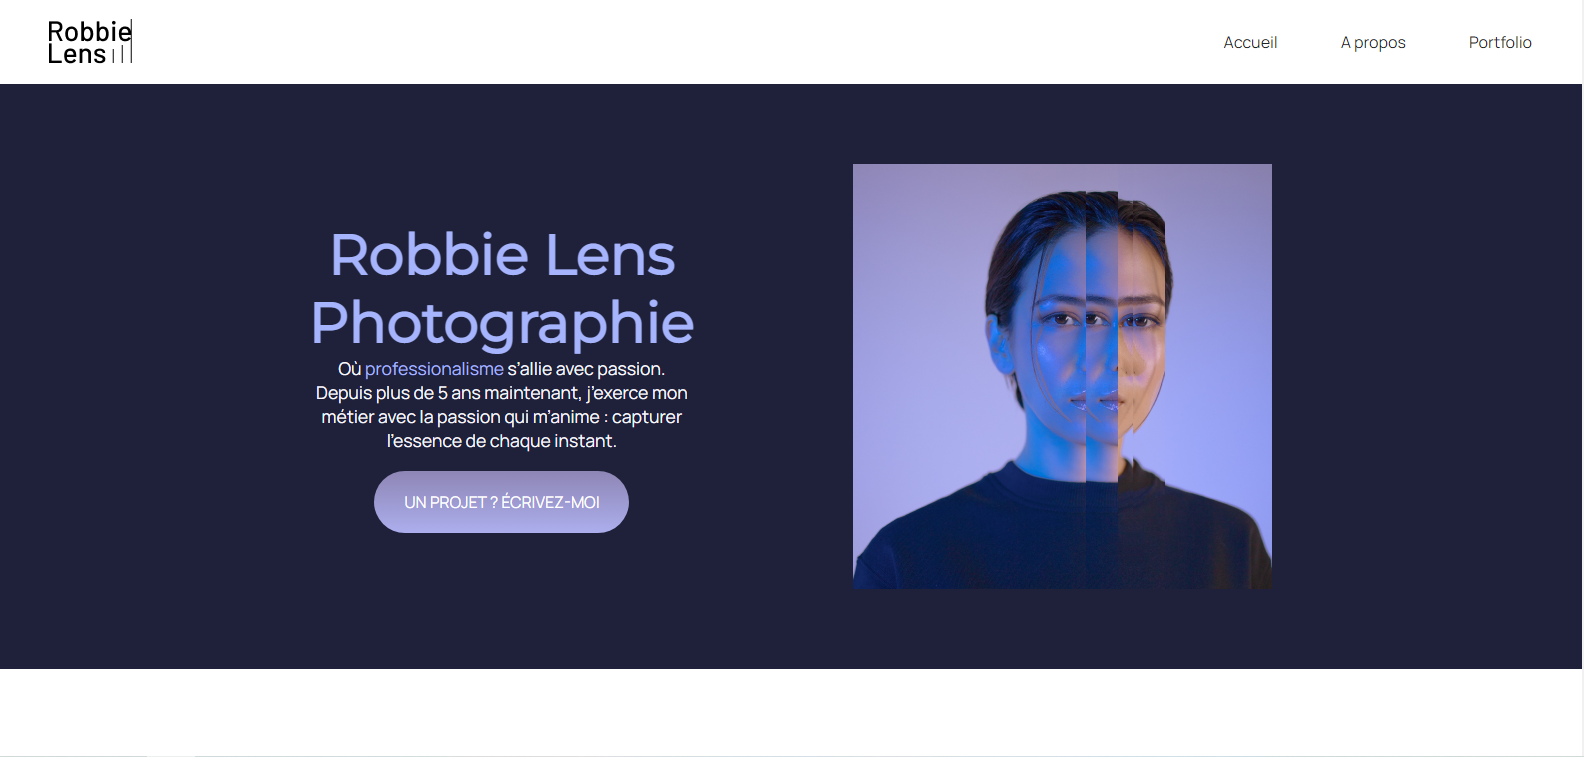 Robbie
Lens
Accueil
A propos
Portfolio
Robbie Lens
Photographie
Où professionalisme s’allie avec passion.
Depuis plus de 5 ans maintenant, j’exerce mon
métier avec la passion qui m’anime : capturer
l’essence de chaque instant.
UN PROJET ? ÉCRIVEZ-MOI